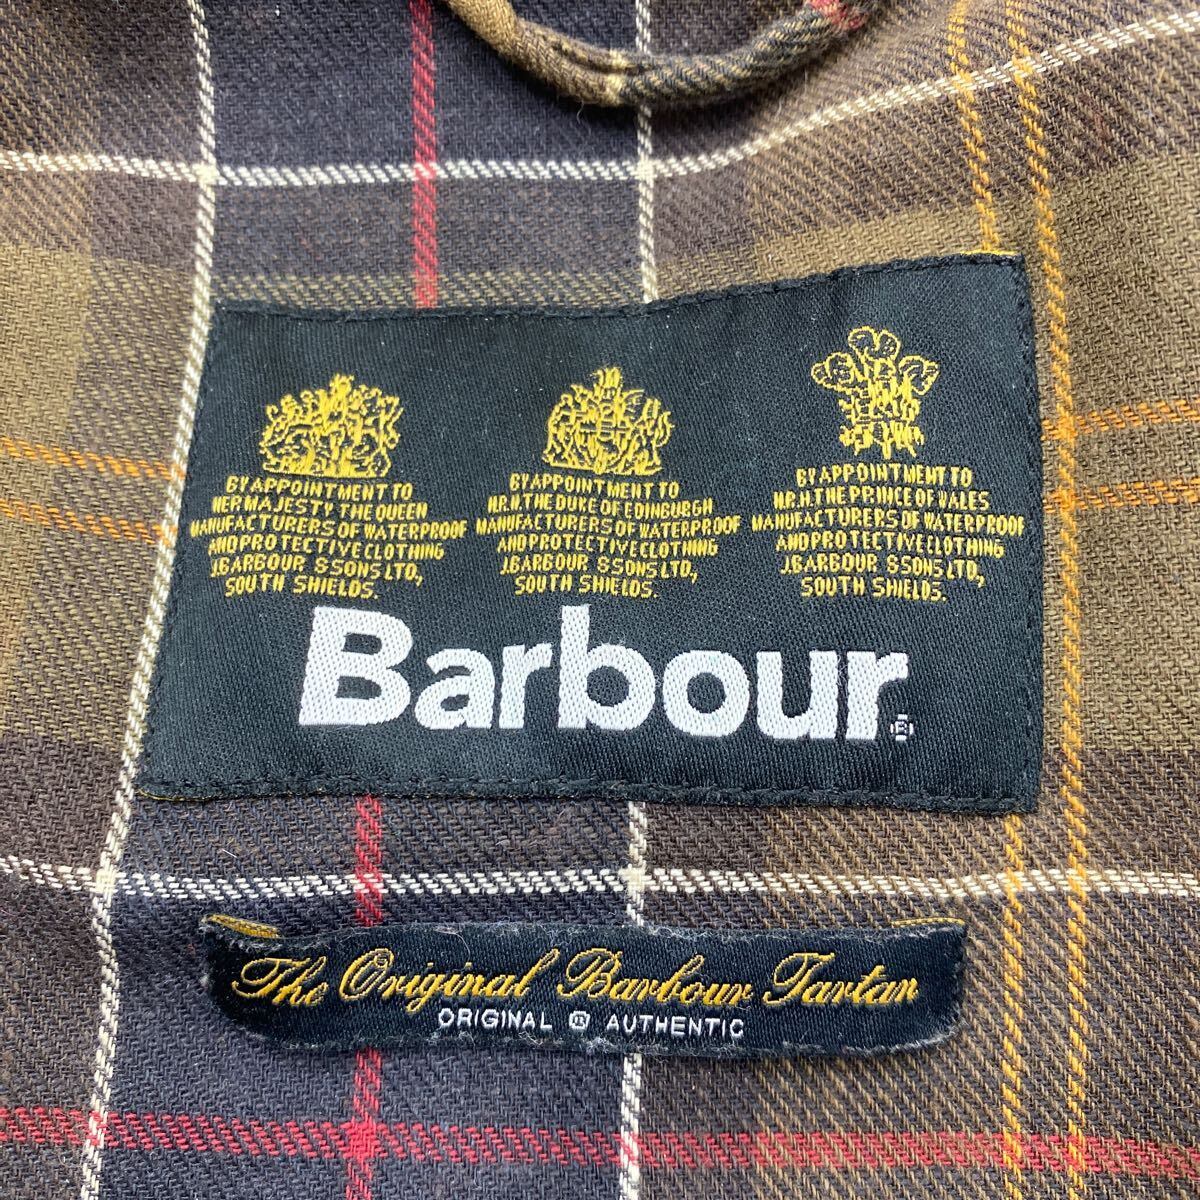 BY APPOINTMENT TO
HER MAJESTY THE QUEEN
MANUFACTURERS OF WATERPROOF
AND PROTECTIVE CLOTHING
J.BARBOUR & SONS LTD.,
SOUTH SHIELDS.
BY APPOINTMENT TO
H.R.H. THE DUKE OF EDINBURGH
MANUFACTURERS OF WATERPROOF
AND PROTECTIVE CLOTHING
J.BARBOUR & SONS LTD.,
SOUTH SHIELDS.
BY APPOINTMENT TO
H.R.H. THE PRINCE OF WALES
MANUFACTURERS OF WATERPROOF
AND PROTECTIVE CLOTHING
J.BARBOUR & SONS LTD.,
SOUTH SHIELDS.
Barbour®
The Original Barbour Tartan
ORIGINAL ® AUTHENTIC